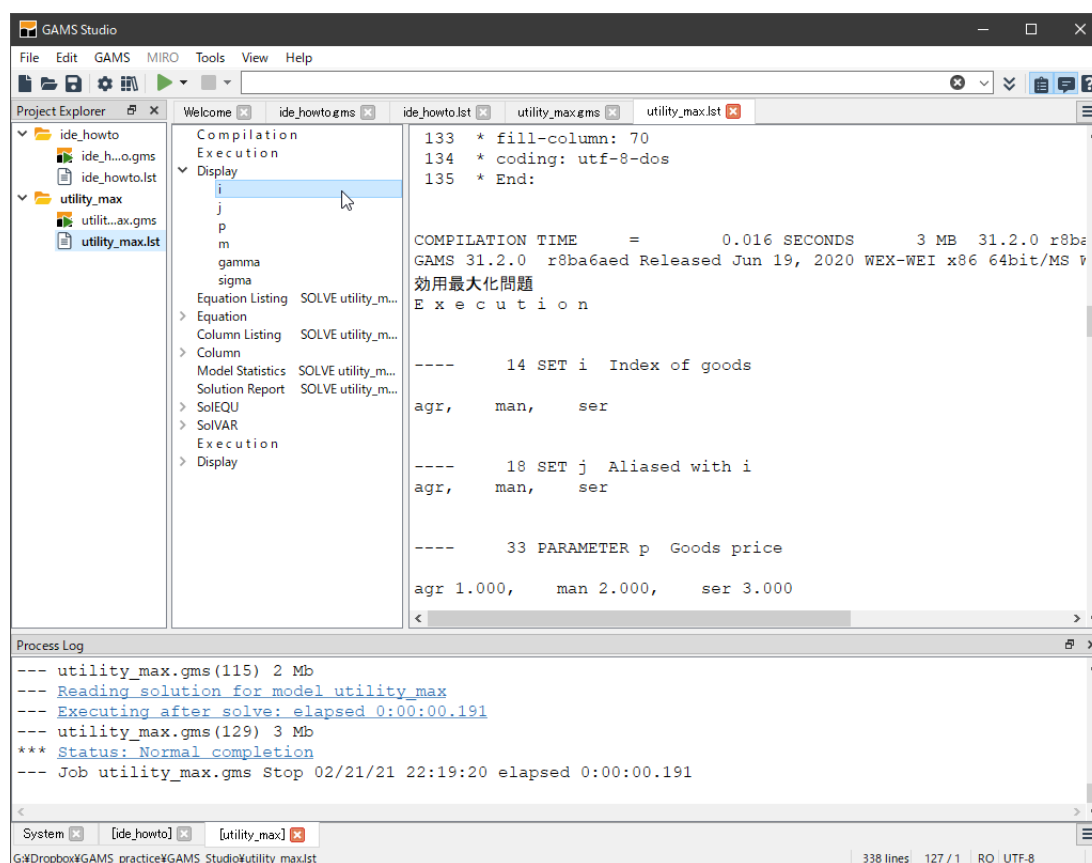 GAMS Studio
File Edit GAMS MIRO Tools View Help
Project Explorer
ide_howto
ide_h...o.gms
ide_howto.lst
utility_max
utilit...ax.gms
utility_max.lst
Welcome ide_howto.gms ide_howto.lst utility_max.gms utility_max.lst
Compilation
Execution
Display
i
j
p
m
gamma
sigma
Equation Listing SOLVE utility_m...
Equation
Column Listing SOLVE utility_m...
Column
Model Statistics SOLVE utility_m...
Solution Report SOLVE utility_m...
SolEQU
SolVAR
Execution
Display
133 * fill-column: 70
134 * coding: utf-8-dos
135 * End:
COMPILATION TIME = 0.016 SECONDS 3 MB 31.2.0 r8ba
GAMS 31.2.0 r8ba6aed Released Jun 19, 2020 WEX-WEI x86 64bit/MS W
効用最大化問題
E x e c u t i o n
---- 14 SET i Index of goods
agr, man, ser
---- 18 SET j Aliased with i
agr, man, ser
---- 33 PARAMETER p Goods price
agr 1.000, man 2.000, ser 3.000
Process Log
--- utility_max.gms(115) 2 Mb
--- Reading solution for model utility_max
--- Executing after solve: elapsed 0:00:00.191
--- utility_max.gms(129) 3 Mb
*** Status: Normal completion
--- Job utility_max.gms Stop 02/21/21 22:19:20 elapsed 0:00:00.191
System [ide_howto] [utility_max]
G:¥Dropbox¥GAMS_practice¥GAMS_Studio¥utility_max.lst 338 lines 127 / 1 RO UTF-8